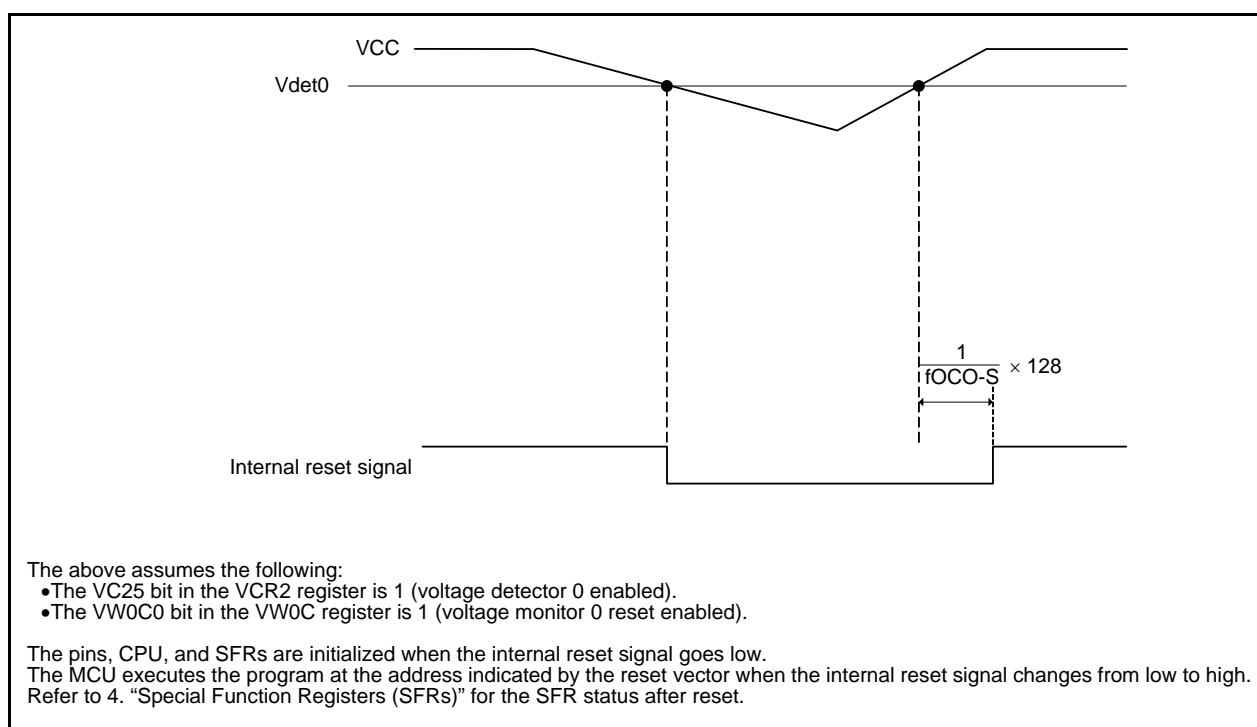 VCC
Vdet0
1
fOCO-S
× 128
Internal reset signal
The above assumes the following:
•The VC25 bit in the VCR2 register is 1 (voltage detector 0 enabled).
•The VW0C0 bit in the VW0C register is 1 (voltage monitor 0 reset enabled).
The pins, CPU, and SFRs are initialized when the internal reset signal goes low.
The MCU executes the program at the address indicated by the reset vector when the internal reset signal changes from low to high.
Refer to 4. “Special Function Registers (SFRs)” for the SFR status after reset.